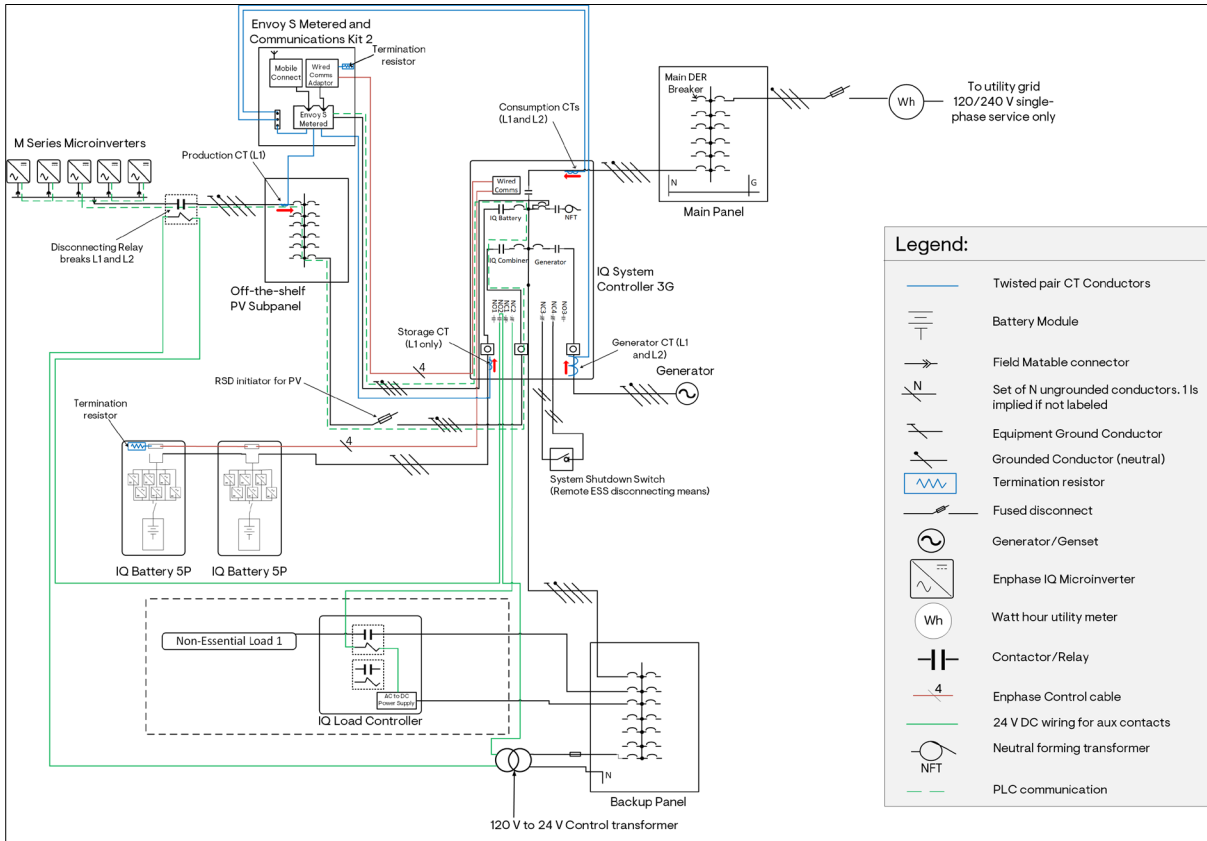 Envoy S Metered and
Communications Kit 2
Termination
resistor
Mobile
Connect
Wired
Comms
Adaptor
Envoy S
Metered
M Series Microinverters
Production CT (L1)
Disconnecting Relay
breaks L1 and L2
Off-the-shelf
PV Subpanel
Consumption CTs
(L1 and L2)
Wired
Comms
IQ Battery
NFT
IQ Combiner
Generator
NO1
NO2
NC1
NC2
NC3
NC4
NO3
IQ System
Controller 3G
Main DER
Breaker
N
G
Main Panel
Wh
To utility grid
120/240 V single-
phase service only
Storage CT
(L1 only)
Generator CT (L1
and L2)
Generator
4
RSD initiator for PV
Termination
resistor
4
System Shutdown Switch
(Remote ESS disconnecting means)
IQ Battery 5P
IQ Battery 5P
Non-Essential Load 1
AC to DC
Power Supply
IQ Load Controller
N
Backup Panel
120 V to 24 V Control transformer
Legend:
Twisted pair CT Conductors
Battery Module
Field Matable connector
N
Set of N ungrounded conductors. 1 Is
implied if not labeled
Equipment Ground Conductor
Grounded Conductor (neutral)
Termination resistor
Fused disconnect
Generator/Genset
Enphase IQ Microinverter
Wh
Watt hour utility meter
Contactor/Relay
4
Enphase Control cable
24 V DC wiring for aux contacts
NFT
Neutral forming transformer
PLC communication